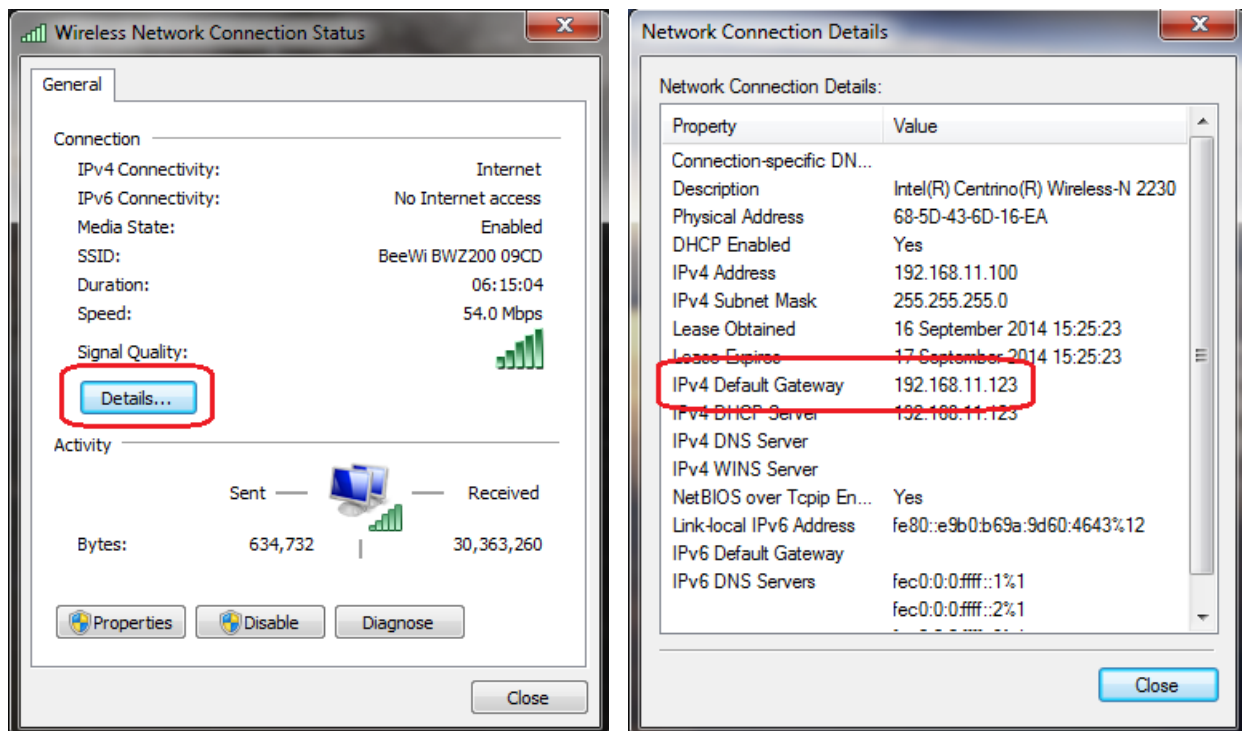 Wireless Network Connection Status
General
Connection
IPv4 Connectivity: Internet
IPv6 Connectivity: No Internet access
Media State: Enabled
SSID: BeeWi BWZ200 09CD
Duration: 06:15:04
Speed: 54.0 Mbps
Signal Quality:
Details...
Activity
Sent — — Received
Bytes: 634,732 | 30,363,260
Properties Disable Diagnose
Close
Network Connection Details
Network Connection Details:
Property Value
Connection-specific DN...
Description Intel(R) Centrino(R) Wireless-N 2230
Physical Address 68-5D-43-6D-16-EA
DHCP Enabled Yes
IPv4 Address 192.168.11.100
IPv4 Subnet Mask 255.255.255.0
Lease Obtained 16 September 2014 15:25:23
Lease Expires 17 September 2014 15:25:23
IPv4 Default Gateway 192.168.11.123
IPv4 DHCP Server 192.168.11.123
IPv4 DNS Server
IPv4 WINS Server
NetBIOS over Tcpip En... Yes
Link-local IPv6 Address fe80::e9b0:b69a:9d60:4643%12
IPv6 Default Gateway
IPv6 DNS Servers fec0:0:0:ffff::1%1
fec0:0:0:ffff::2%1
Close